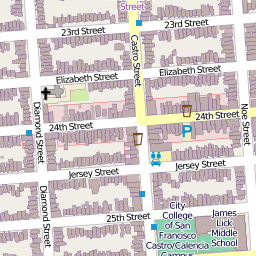 Street
23rd Street
23rd Street
Castro Street
Elizabeth Street
Elizabeth Street
24th Street
24th Street
P
Diamond Street
Noe Street
Jersey Street
Jersey Street
Diamond Street
25th Street
City
College
of San
Francisco
Castro/Calencia
Campus
James
Lick
Middle
School